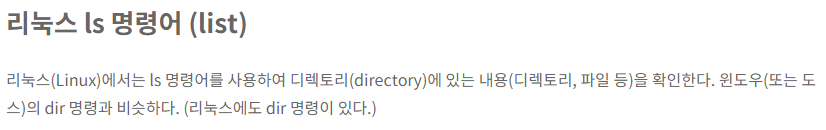 리눅스 ls 명령어 (list)
리눅스(Linux)에서는 ls 명령어를 사용하여 디렉토리(directory)에 있는 내용(디렉토리, 파일 등)을 확인한다. 윈도우(또는 도
스)의 dir 명령과 비슷하다. (리눅스에도 dir 명령이 있다.)